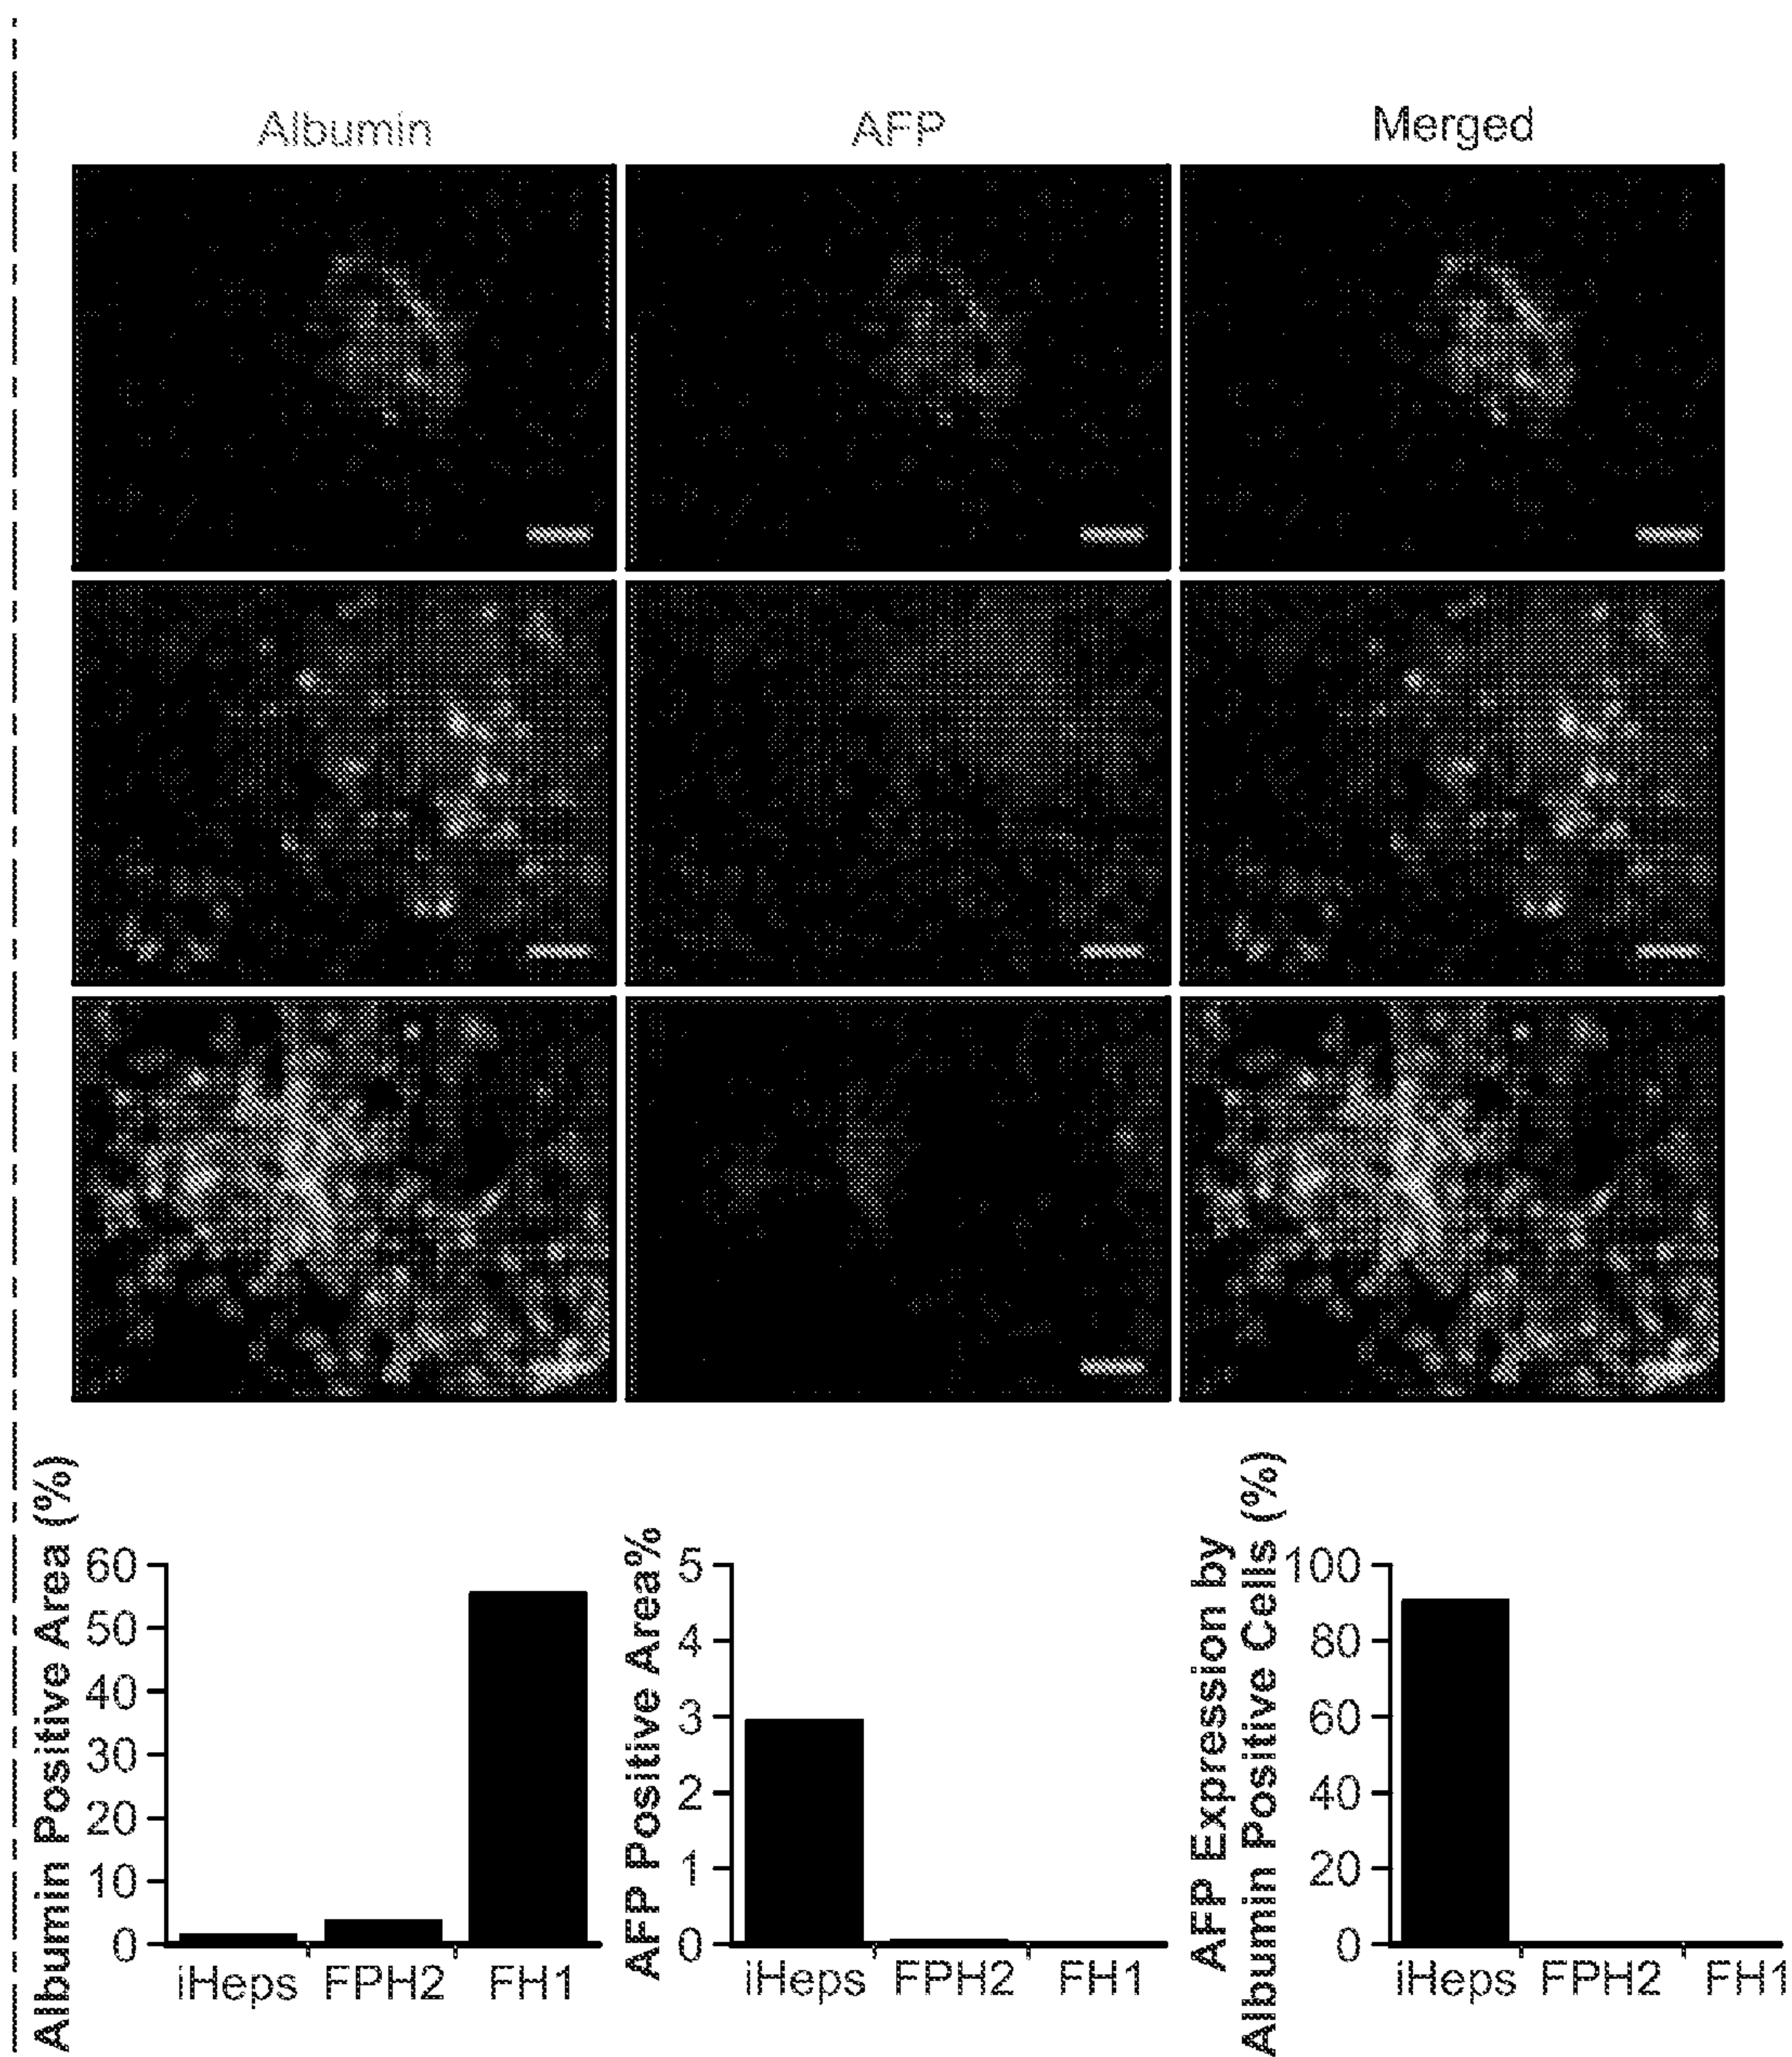 Albumin
AFP
Merged
Albumin Positive Area (%)
60
50
40
30
20
10
0
iHeps
FPH2
FH1
AFP Positive Area%
5
4
3
2
1
0
iHeps
FPH2
FH1
AFP Expression by
Albumin Positive Cells (%)
100
80
60
40
20
0
iHeps
FPH2
FH1